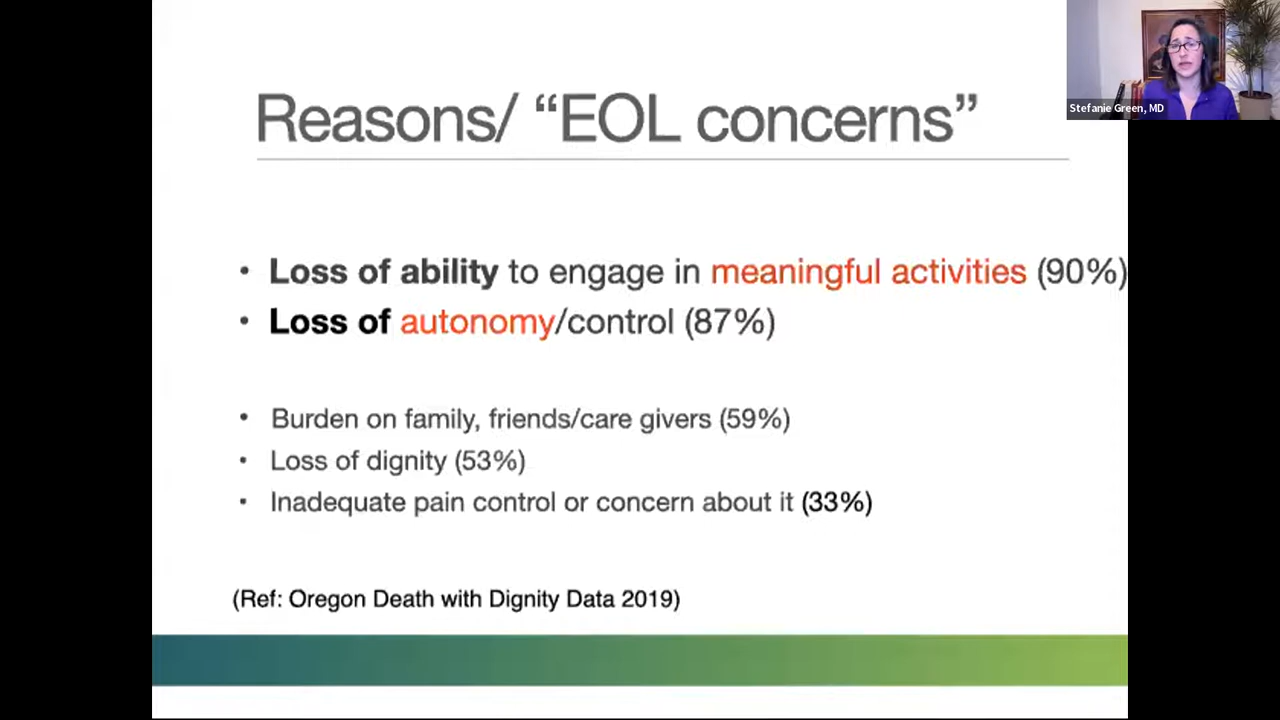 Stefanie Green, MD
Reasons/ “EOL concerns”
• Loss of ability to engage in meaningful activities (90%)
• Loss of autonomy/control (87%)
• Burden on family, friends/care givers (59%)
• Loss of dignity (53%)
• Inadequate pain control or concern about it (33%)
(Ref: Oregon Death with Dignity Data 2019)